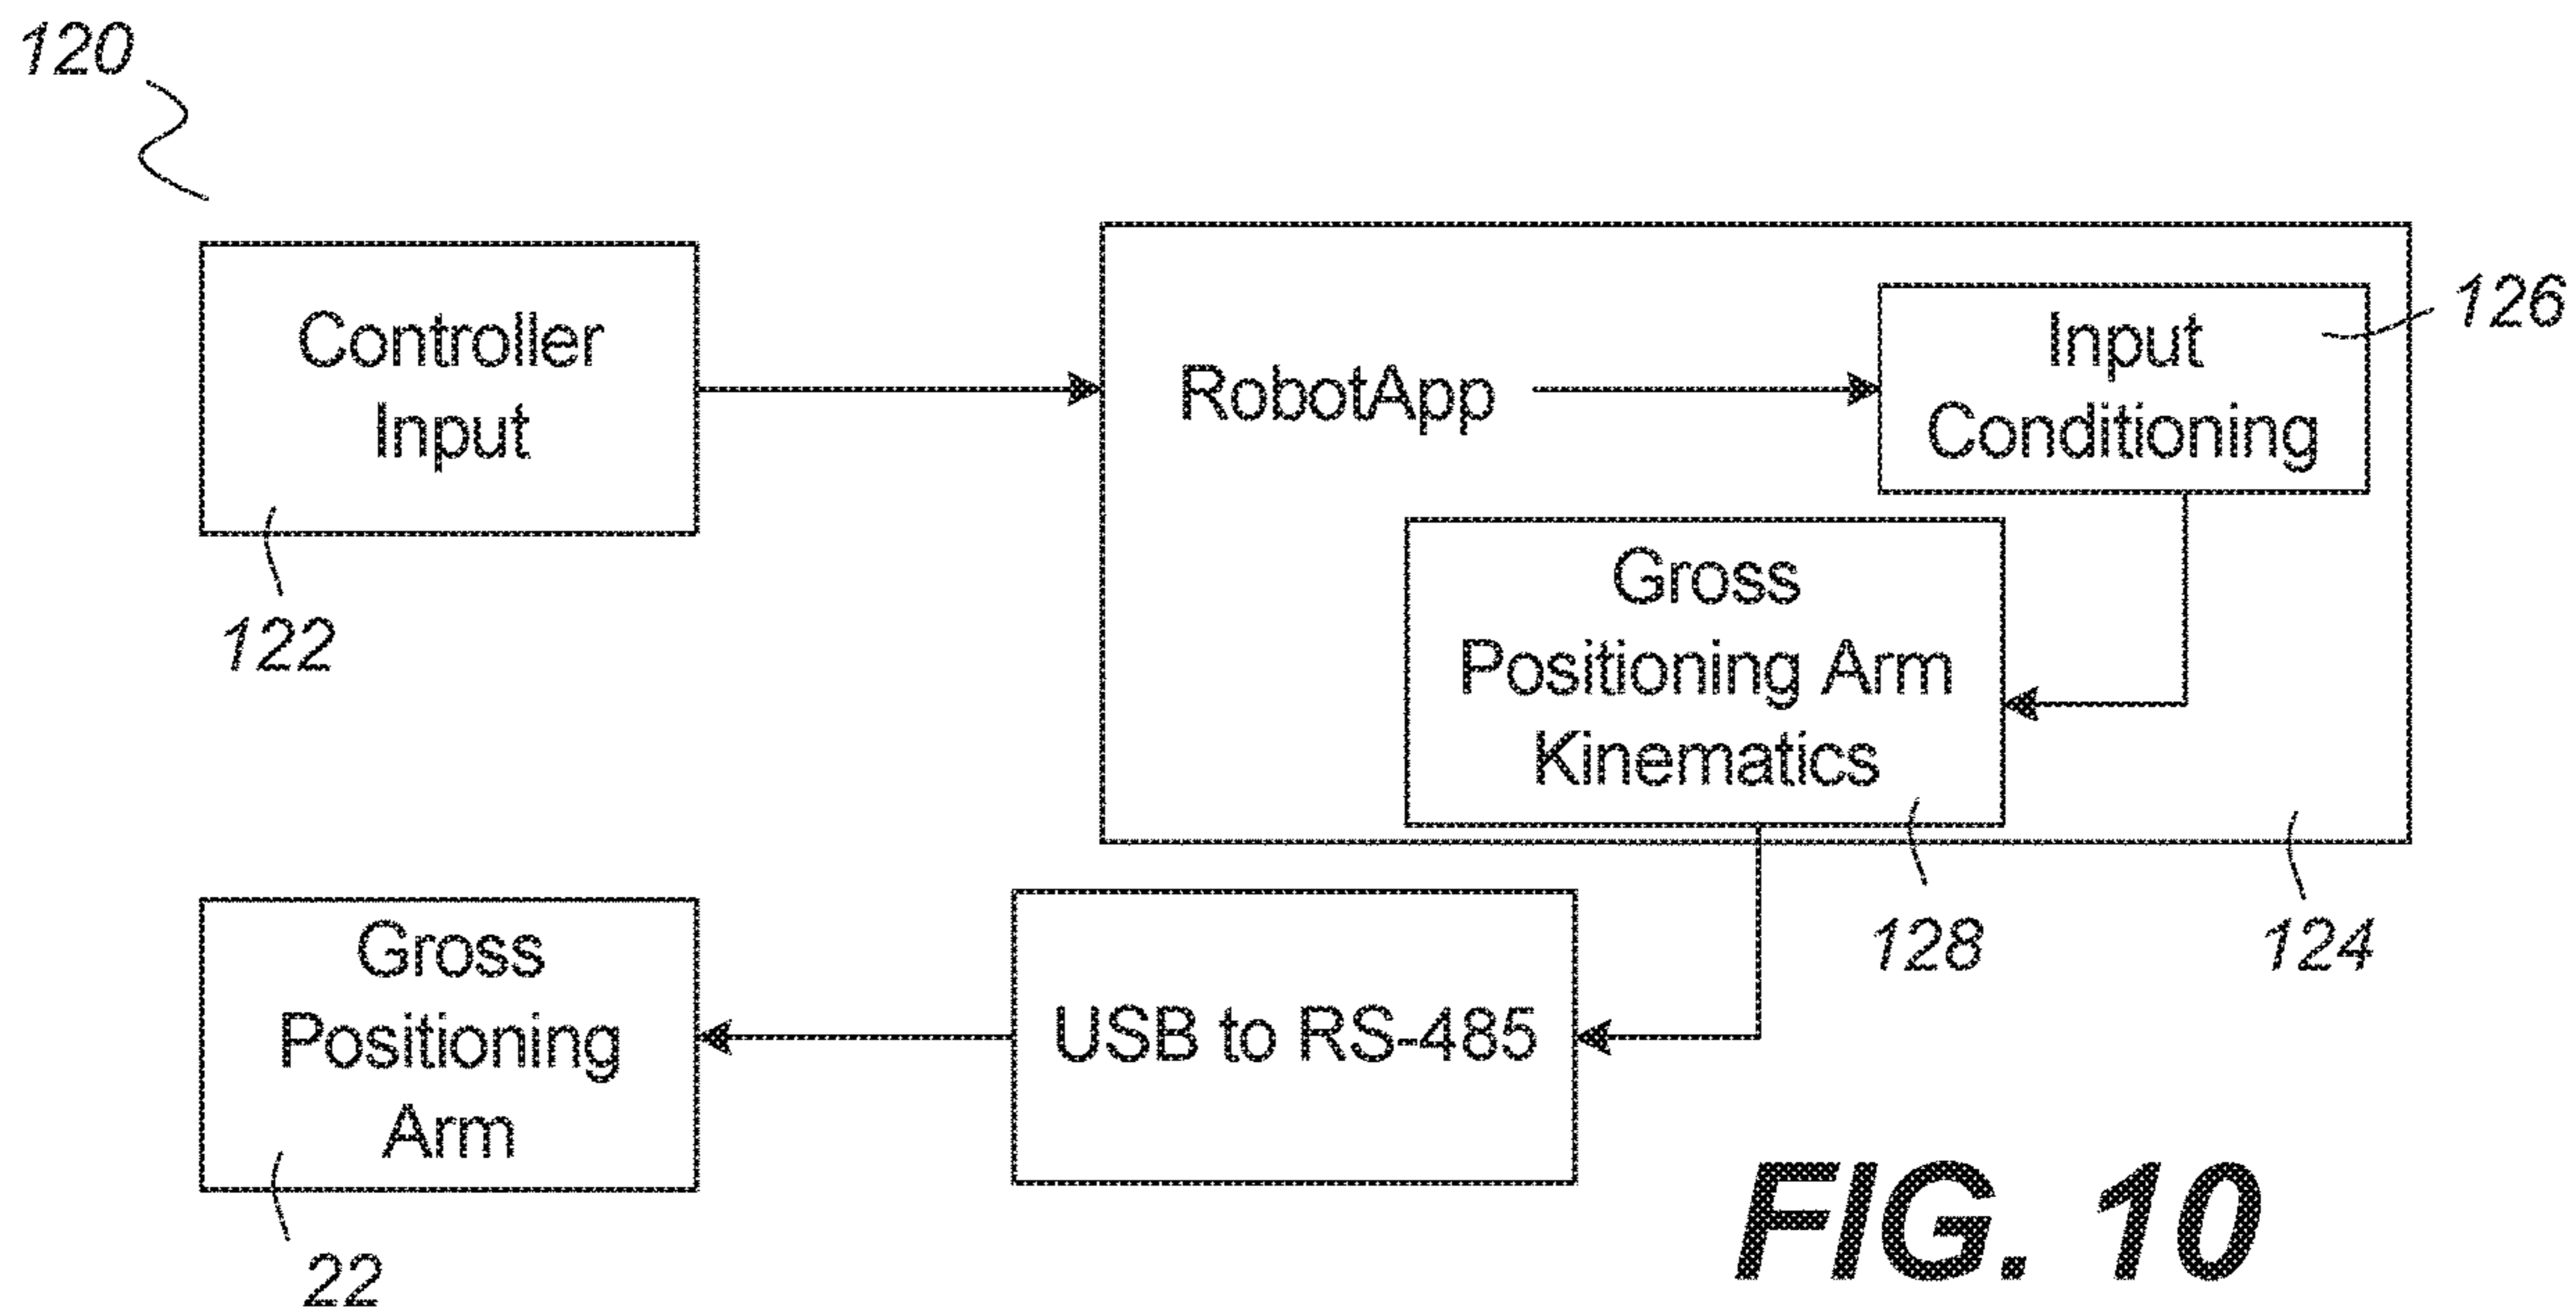 120
Controller
Input
122
RobotApp
Input
Conditioning
126
Gross
Positioning Arm
Kinematics
128
124
Gross
Positioning
Arm
22
USB to RS-485
FIG. 10